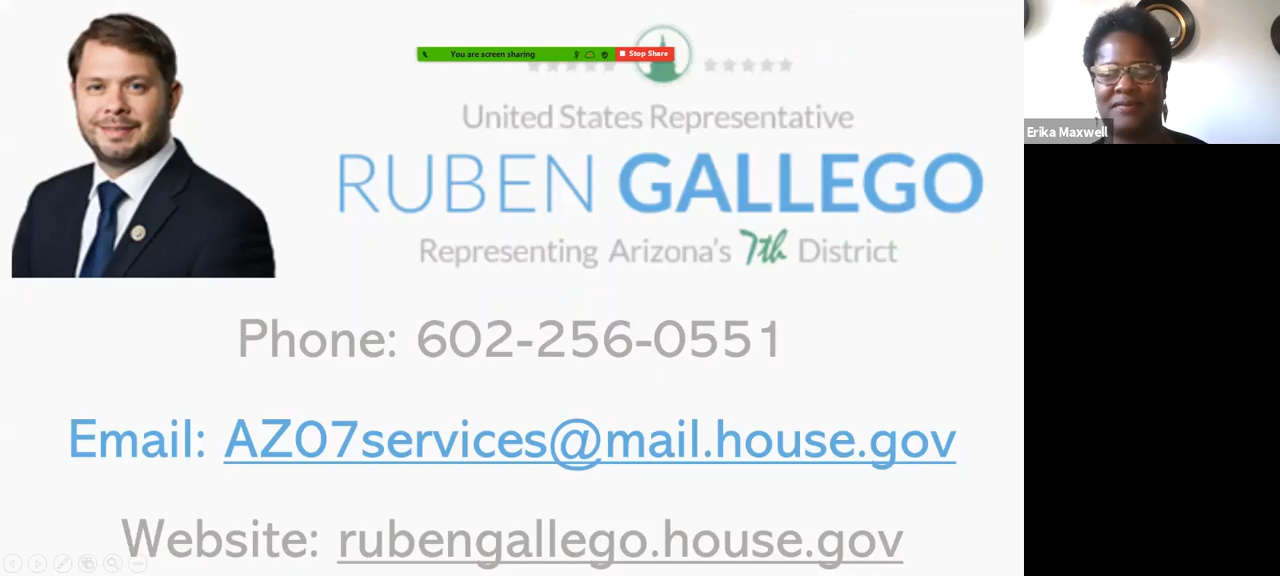 You are screen sharing
Stop Share
United States Representative
RUBEN GALLEGO
Representing Arizona's 7th District
Phone: 602-256-0551
Email: AZ07services@mail.house.gov
Website: rubengallego.house.gov
Erika Maxwell